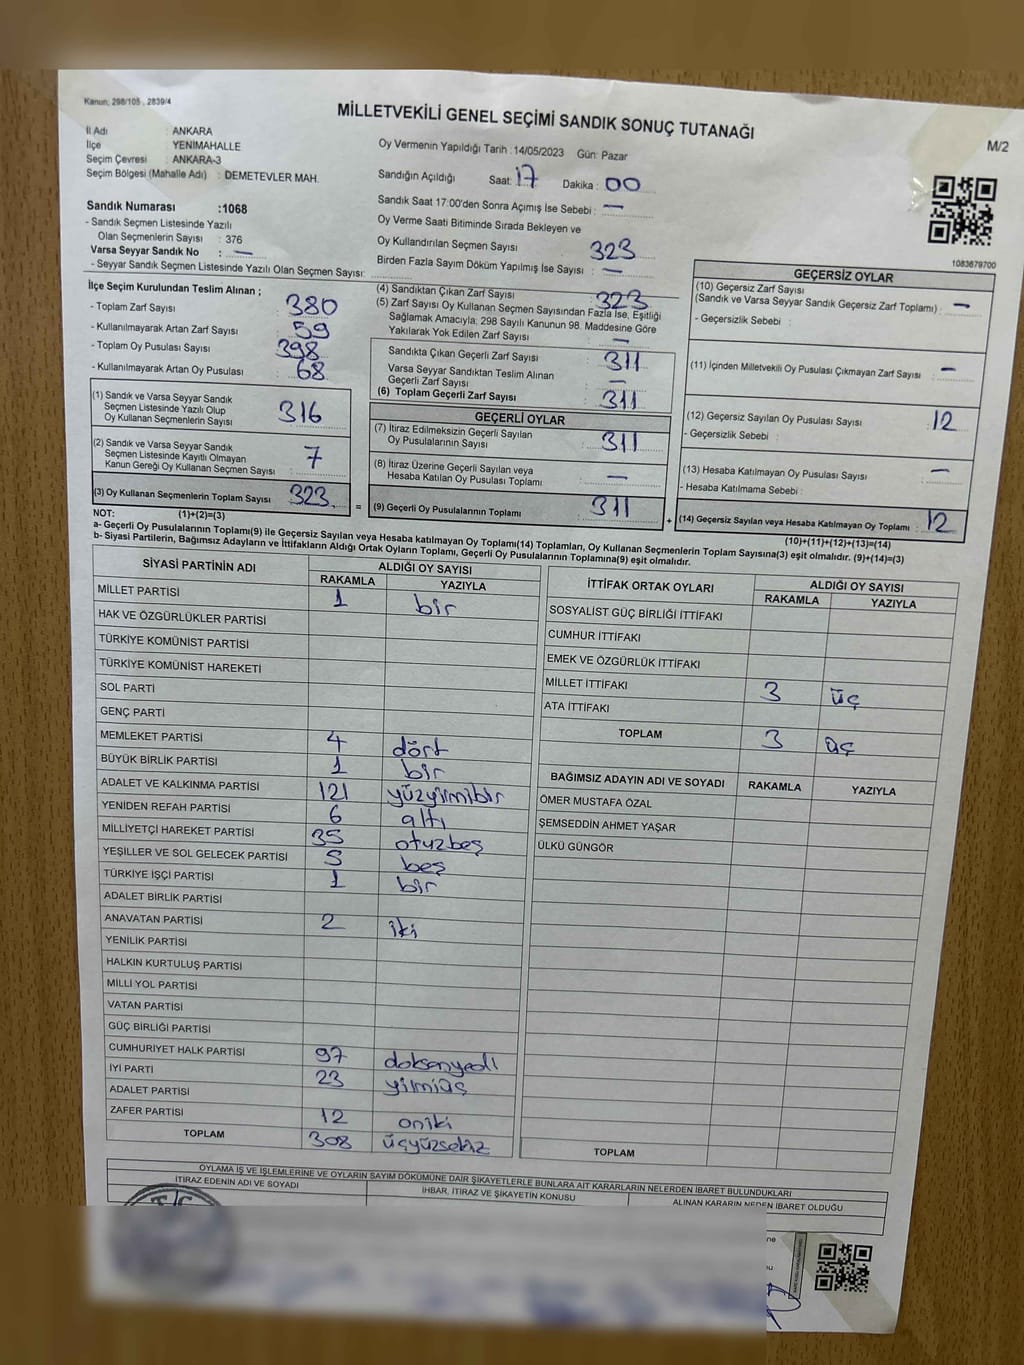 Kanun; 298/105 , 2839/4
MİLLETVEKİLİ GENEL SEÇİMİ SANDIK SONUÇ TUTANAĞI
M/2
İl Adı : ANKARA
İlçe YENİMAHALLE
Seçim Çevresi : ANKARA-3
Seçim Bölgesi (Mahalle Adı) : DEMETEVLER MAH.
Oy Vermenin Yapıldığı Tarih : 14/05/2023 Gün: Pazar
Sandığın Açıldığı Saat: 17 Dakika : 00
Sandık Saat 17:00'den Sonra Açımış İse Sebebi : —
Oy Verme Saati Bitiminde Sırada Bekleyen ve
Oy Kullandırılan Seçmen Sayısı 323
Birden Fazla Sayım Döküm Yapılmış İse Sayısı : —
Sandık Numarası :1068
- Sandık Seçmen Listesinde Yazılı
Olan Seçmenlerin Sayısı : 376
Varsa Seyyar Sandık No : —
- Seyyar Sandık Seçmen Listesinde Yazılı Olan Seçmen Sayısı:
1083679700
İlçe Seçim Kurulundan Teslim Alınan ;
- Toplam Zarf Sayısı : 380
- Kullanılmayarak Artan Zarf Sayısı : 59
- Toplam Oy Pusulası Sayısı 398
- Kullanılmayarak Artan Oy Pusulası : 68
(1) Sandık ve Varsa Seyyar Sandık
Seçmen Listesinde Yazılı Olup
Oy Kullanan Seçmenlerin Sayısı : 316
(2) Sandık ve Varsa Seyyar Sandık
Seçmen Listesinde Kayıtlı Olmayan
Kanun Gereği Oy Kullanan Seçmen Sayısı : 7
(3) Oy Kullanan Seçmenlerin Toplam Sayısı 323
(1)+(2)=(3)
(4) Sandıktan Çıkan Zarf Sayısı : 323
(5) Zarf Sayısı Oy Kullanan Seçmen Sayısından Fazla İse, Eşitliği
Sağlamak Amacıyla, 298 Sayılı Kanunun 98. Maddesine Göre
Yakılarak Yok Edilen Zarf Sayısı : —
Sandıkta Çıkan Geçerli Zarf Sayısı : 311
Varsa Seyyar Sandıktan Teslim Alınan
Geçerli Zarf Sayısı : —
(6) Toplam Geçerli Zarf Sayısı : 311
GEÇERLİ OYLAR
(7) İtiraz Edilmeksizin Geçerli Sayılan
Oy Pusulalarının Sayısı : 311
(8) İtiraz Üzerine Geçerli Sayılan veya
Hesaba Katılan Oy Pusulası Toplamı : —
= (9) Geçerli Oy Pusulalarının Toplamı : 311
GEÇERSİZ OYLAR
(10) Geçersiz Zarf Sayısı
(Sandık ve Varsa Seyyar Sandık Geçersiz Zarf Toplamı) : —
- Geçersizlik Sebebi :
(11) İçinden Milletvekili Oy Pusulası Çıkmayan Zarf Sayısı : —
(12) Geçersiz Sayılan Oy Pusulası Sayısı : 12
- Geçersizlik Sebebi :
(13) Hesaba Katılmayan Oy Pusulası Sayısı : —
- Hesaba Katılmama Sebebi :
+ (14) Geçersiz Sayılan veya Hesaba Katılmayan Oy Toplamı : 12
(10)+(11)+(12)+(13)=(14)
NOT:
a- Geçerli Oy Pusulalarının Toplamı(9) ile Geçersiz Sayılan veya Hesaba katılmayan Oy Toplamı(14) Toplamları, Oy Kullanan Seçmenlerin Toplam Sayısına(3) eşit olmalıdır. (9)+(14)=(3)
b- Siyasi Partilerin, Bağımsız Adayların ve İttifakların Aldığı Ortak Oyların Toplamı, Geçerli Oy Pusulalarının Toplamına(9) eşit olmalıdır.
SİYASİ PARTİNİN ADI ALDIĞI OY SAYISI
RAKAMLA YAZIYLA
MİLLET PARTİSİ 1 bir
HAK VE ÖZGÜRLÜKLER PARTİSİ
TÜRKİYE KOMÜNİST PARTİSİ
TÜRKİYE KOMÜNİST HAREKETİ
SOL PARTİ
GENÇ PARTİ
MEMLEKET PARTİSİ 4 dört
BÜYÜK BİRLİK PARTİSİ 1 bir
ADALET VE KALKINMA PARTİSİ 121 yüzyirmibir
YENİDEN REFAH PARTİSİ 6 altı
MİLLİYETÇİ HAREKET PARTİSİ 35 otuzbeş
YEŞİLLER VE SOL GELECEK PARTİSİ 5 beş
TÜRKİYE İŞÇİ PARTİSİ 1 bir
ADALET BİRLİK PARTİSİ
ANAVATAN PARTİSİ 2 iki
YENİLİK PARTİSİ
HALKIN KURTULUŞ PARTİSİ
MİLLİ YOL PARTİSİ
VATAN PARTİSİ
GÜÇ BİRLİĞİ PARTİSİ
CUMHURİYET HALK PARTİSİ 97 doksanyedi
İYİ PARTİ 23 yirmiüç
ADALET PARTİSİ
ZAFER PARTİSİ 12 oniki
TOPLAM 308 üçyüzsekiz
İTTİFAK ORTAK OYLARI ALDIĞI OY SAYISI
RAKAMLA YAZIYLA
SOSYALİST GÜÇ BİRLİĞİ İTTİFAKI
CUMHUR İTTİFAKI
EMEK VE ÖZGÜRLÜK İTTİFAKI
MİLLET İTTİFAKI 3 üç
ATA İTTİFAKI
TOPLAM 3 üç
BAĞIMSIZ ADAYIN ADI VE SOYADI RAKAMLA YAZIYLA
ÖMER MUSTAFA ÖZAL
ŞEMSEDDİN AHMET YAŞAR
ÜLKÜ GÜNGÖR
TOPLAM
OYLAMA İŞ VE İŞLEMLERİNE VE OYLARIN SAYIM DÖKÜMÜNE DAİR ŞİKAYETLERLE BUNLARA AİT KARARLARIN NELERDEN İBARET BULUNDUKLARI
İTİRAZ EDENİN ADI VE SOYADI İHBAR, İTİRAZ VE ŞİKAYETİN KONUSU ALINAN KARARIN NEDEN İBARET OLDUĞU
T.C.